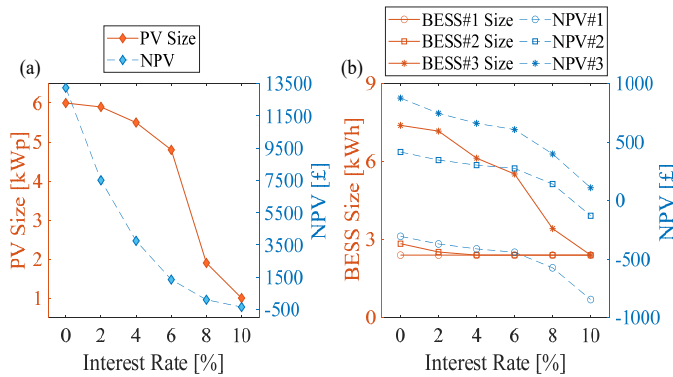 PV Size
NPV
(a)
13500
11500
9500
7500
5500
3500
1500
-500
6
5
4
3
2
1
PV Size [kWp]
NPV [£]
0 2 4 6 8 10
Interest Rate [%]
BESS#1 Size NPV#1
BESS#2 Size NPV#2
BESS#3 Size NPV#3
(b)
9
6
3
0
BESS Size [kWh]
1000
500
0
-500
-1000
NPV [£]
0 2 4 6 8 10
Interest Rate [%]